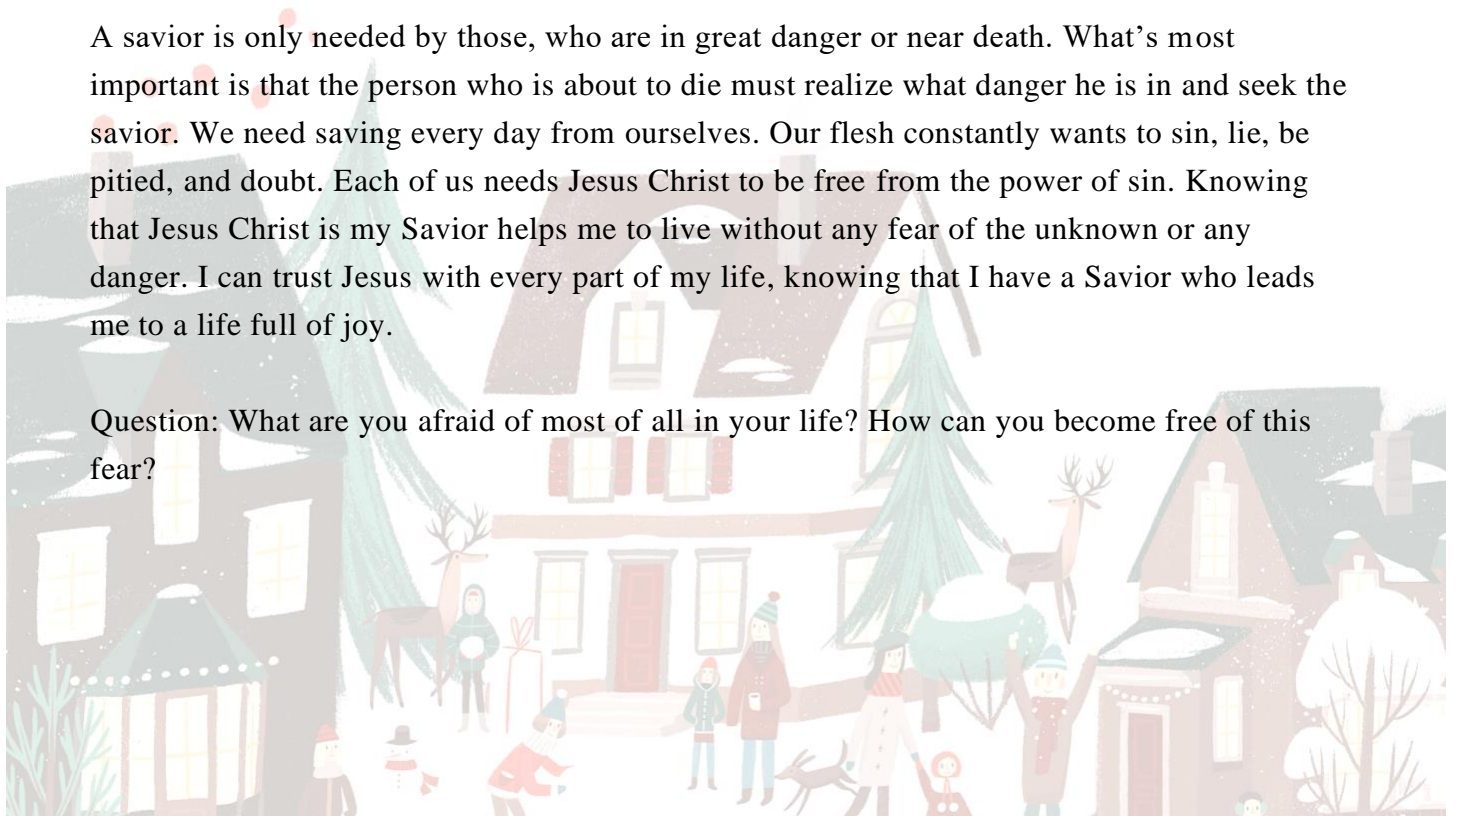 A savior is only needed by those, who are in great danger or near death. What’s most
important is that the person who is about to die must realize what danger he is in and seek the
savior. We need saving every day from ourselves. Our flesh constantly wants to sin, lie, be
pitied, and doubt. Each of us needs Jesus Christ to be free from the power of sin. Knowing
that Jesus Christ is my Savior helps me to live without any fear of the unknown or any
danger. I can trust Jesus with every part of my life, knowing that I have a Savior who leads
me to a life full of joy.
Question: What are you afraid of most of all in your life? How can you become free of this
fear?